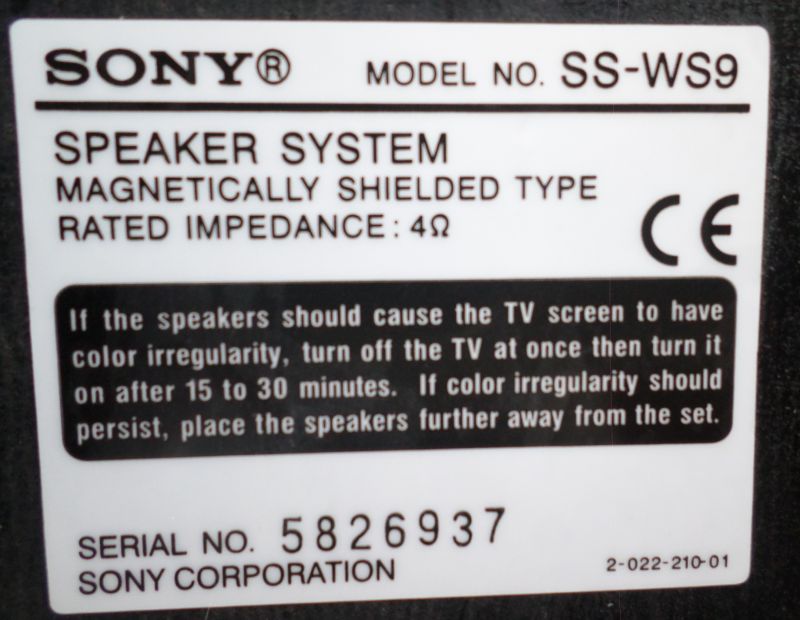 SONY® MODEL NO. SS-WS9
SPEAKER SYSTEM
MAGNETICALLY SHIELDED TYPE
RATED IMPEDANCE: 4Ω
CE
If the speakers should cause the TV screen to have
color irregularity, turn off the TV at once then turn it
on after 15 to 30 minutes. If color irregularity should
persist, place the speakers further away from the set.
SERIAL NO. 5826937
SONY CORPORATION 2-022-210-01